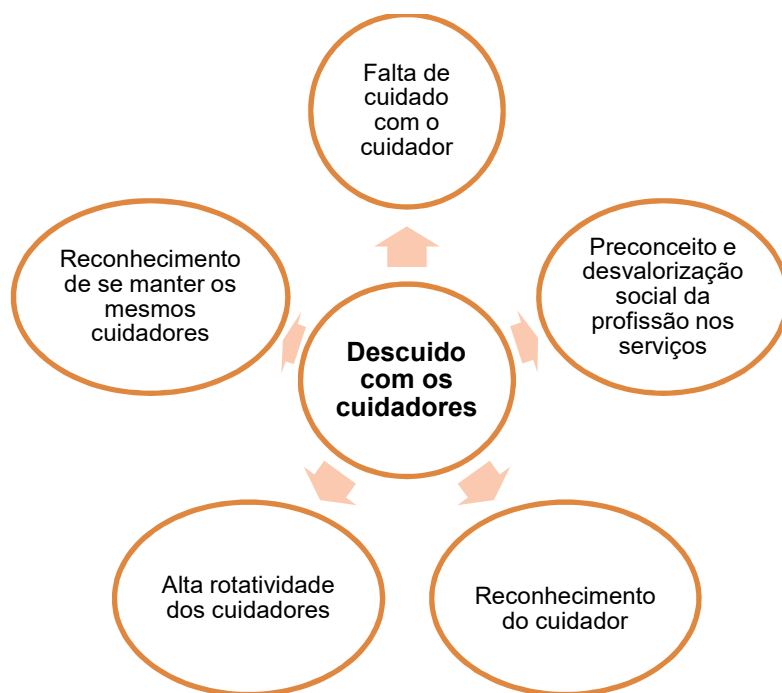 Falta de
cuidado
com o
cuidador
Reconhecimento
de se manter os
mesmos
cuidadores
Preconceito e
desvalorização
social da
profissão nos
serviços
Descuido
com os
cuidadores
Alta rotatividade
dos cuidadores
Reconhecimento
do cuidador